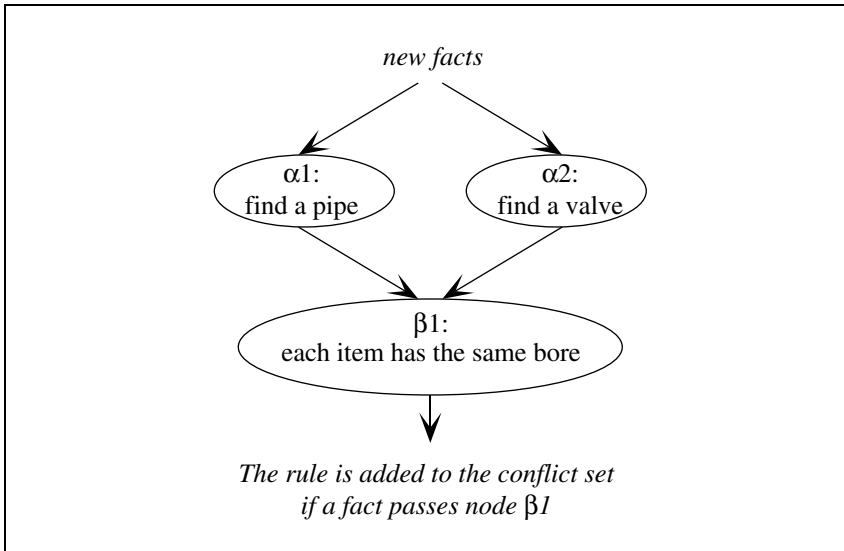 new facts
α1:
find a pipe
α2:
find a valve
β1:
each item has the same bore
The rule is added to the conflict set
if a fact passes node β1